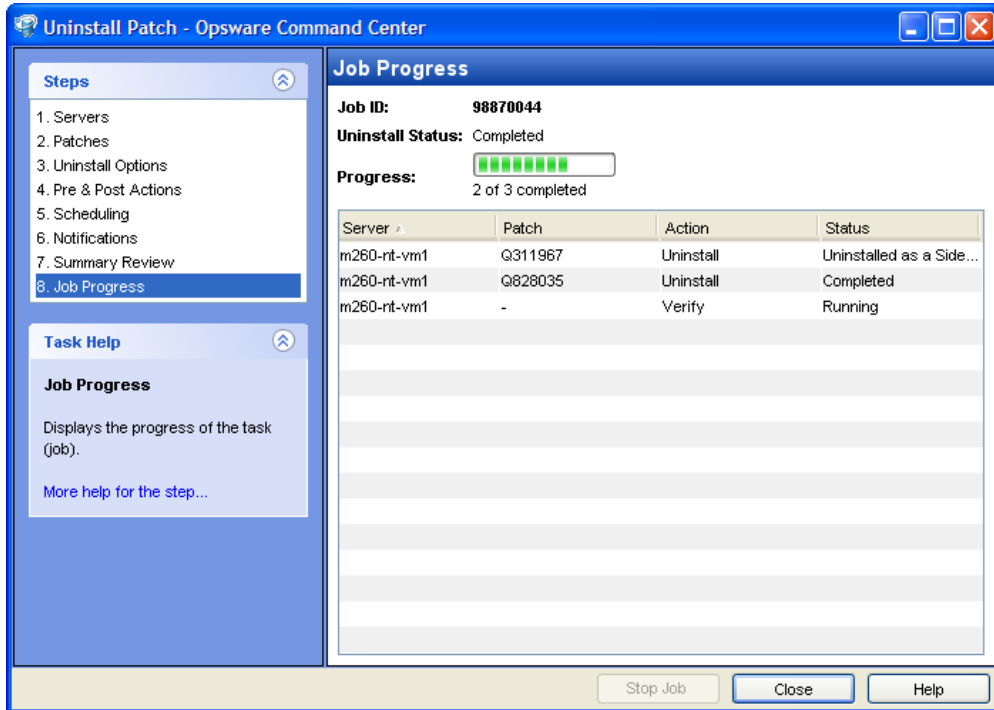 Uninstall Patch - Opsware Command Center
Steps
1. Servers
2. Patches
3. Uninstall Options
4. Pre & Post Actions
5. Scheduling
6. Notifications
7. Summary Review
8. Job Progress
Task Help
Job Progress
Displays the progress of the task
(job).
More help for the step...
Job Progress
Job ID: 98870044
Uninstall Status: Completed
Progress:
2 of 3 completed
Server Patch Action Status
m260-nt-vm1 Q311967 Uninstall Uninstalled as a Side...
m260-nt-vm1 Q828035 Uninstall Completed
m260-nt-vm1 - Verify Running
Stop Job Close Help